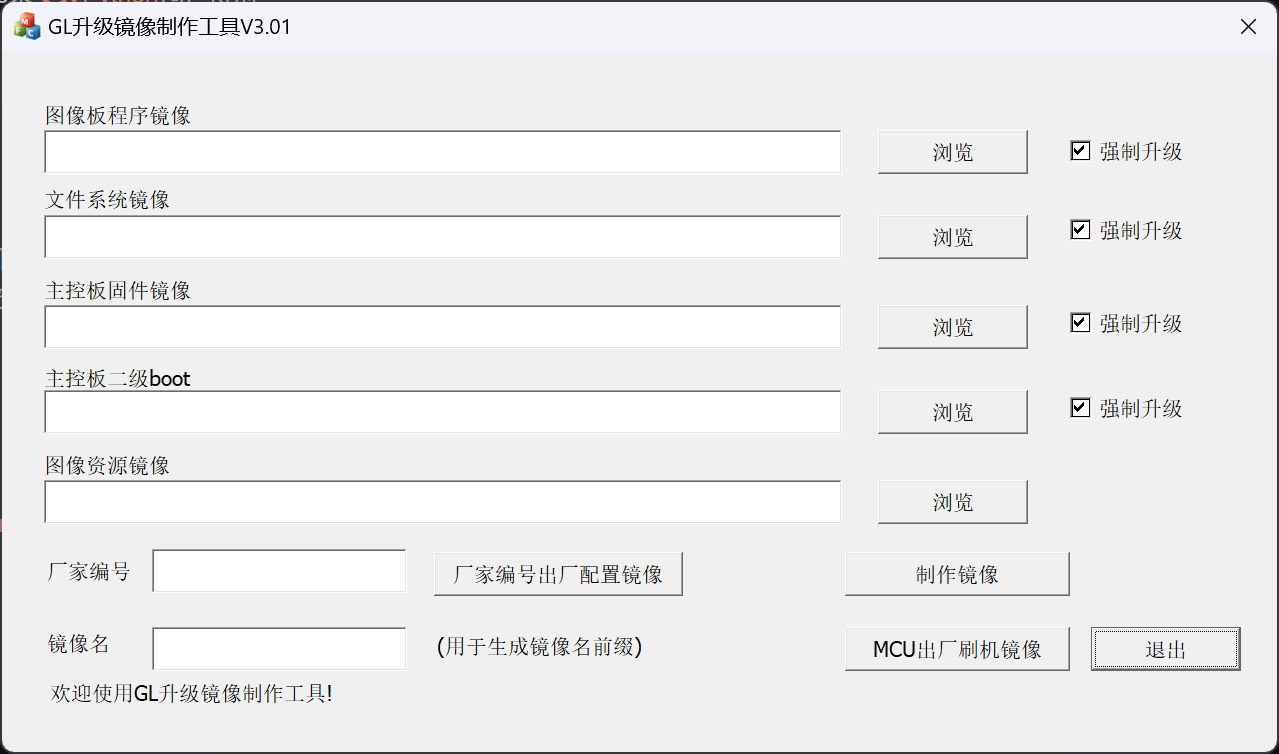 GL升级镜像制作工具V3.01
图像板程序镜像
浏览 强制升级
文件系统镜像
浏览 强制升级
主控板固件镜像
浏览 强制升级
主控板二级boot
浏览 强制升级
图像资源镜像
浏览
厂家编号 厂家编号出厂配置镜像 制作镜像
镜像名 (用于生成镜像名前缀) MCU出厂刷机镜像 退出
欢迎使用GL升级镜像制作工具!